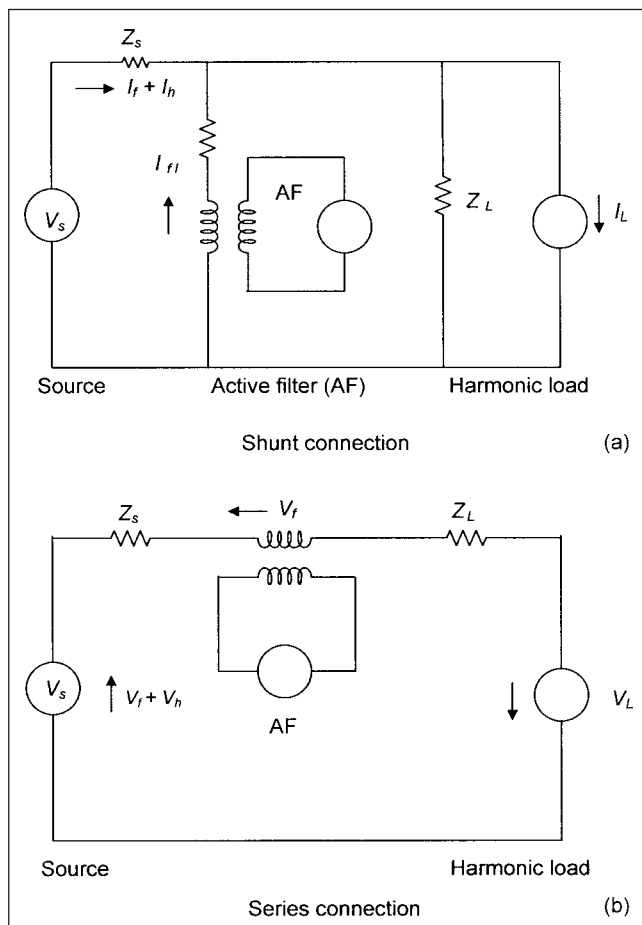 Z_s
I_f + I_h
I_fl
AF
V_s
Z_L
I_L
Source
Active filter (AF)
Harmonic load
Shunt connection
(a)
V_f
Z_s
Z_L
V_s
V_f + V_h
AF
V_L
Source
Harmonic load
Series connection
(b)